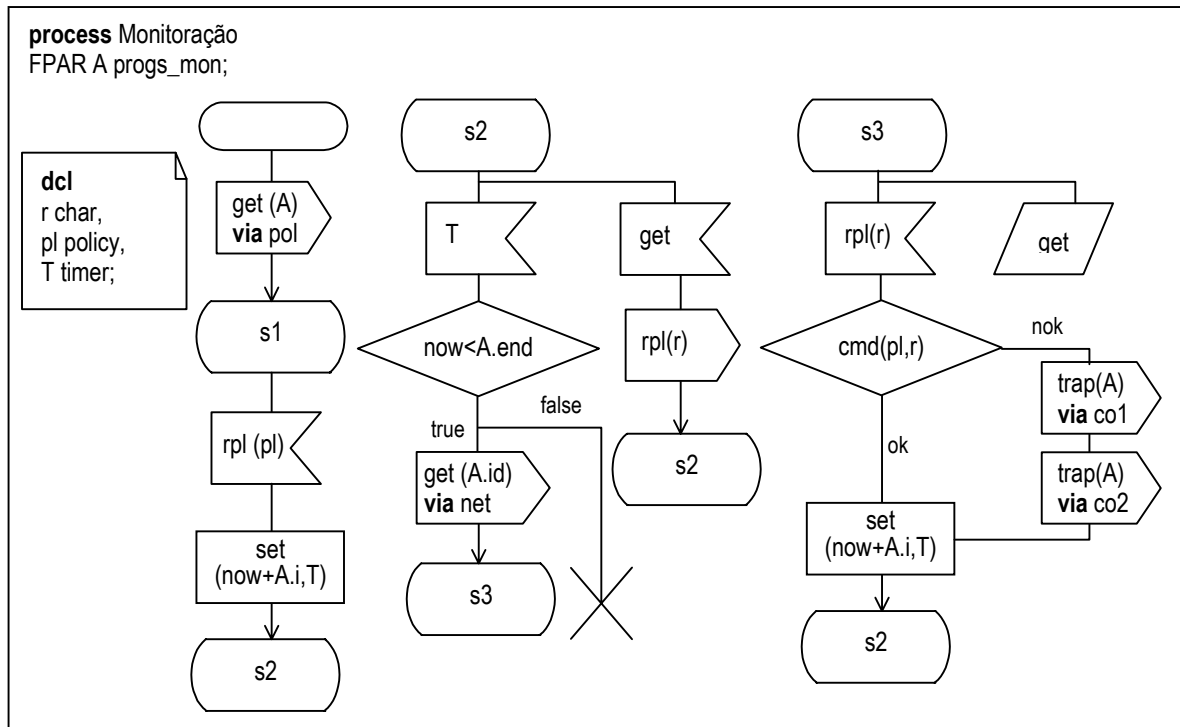 process Monitoração
FPAR A progs_mon;
dcl
r char,
pl policy,
T timer;
get (A)
via pol
s1
rpl (pl)
set
(now+A.i,T)
s2
s2
T
now<A.end
true
false
get (A.id)
via net
s3
get
rpl(r)
s2
s3
rpl(r)
get
cmd(pl,r)
nok
trap(A)
via co1
trap(A)
via co2
ok
set
(now+A.i,T)
s2